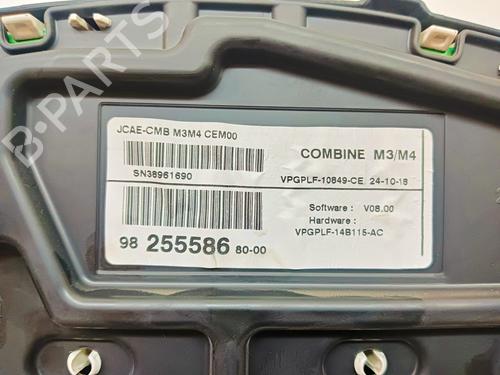 B-PARTS
JCAE-CMB M3M4 CEM00
COMBINE M3/M4
SN38961690
VPGPLF-10849-CE, 24-10-18
Software : V08.00
Hardware :
VPGPLF-14B115-AC
98 255586 80-00